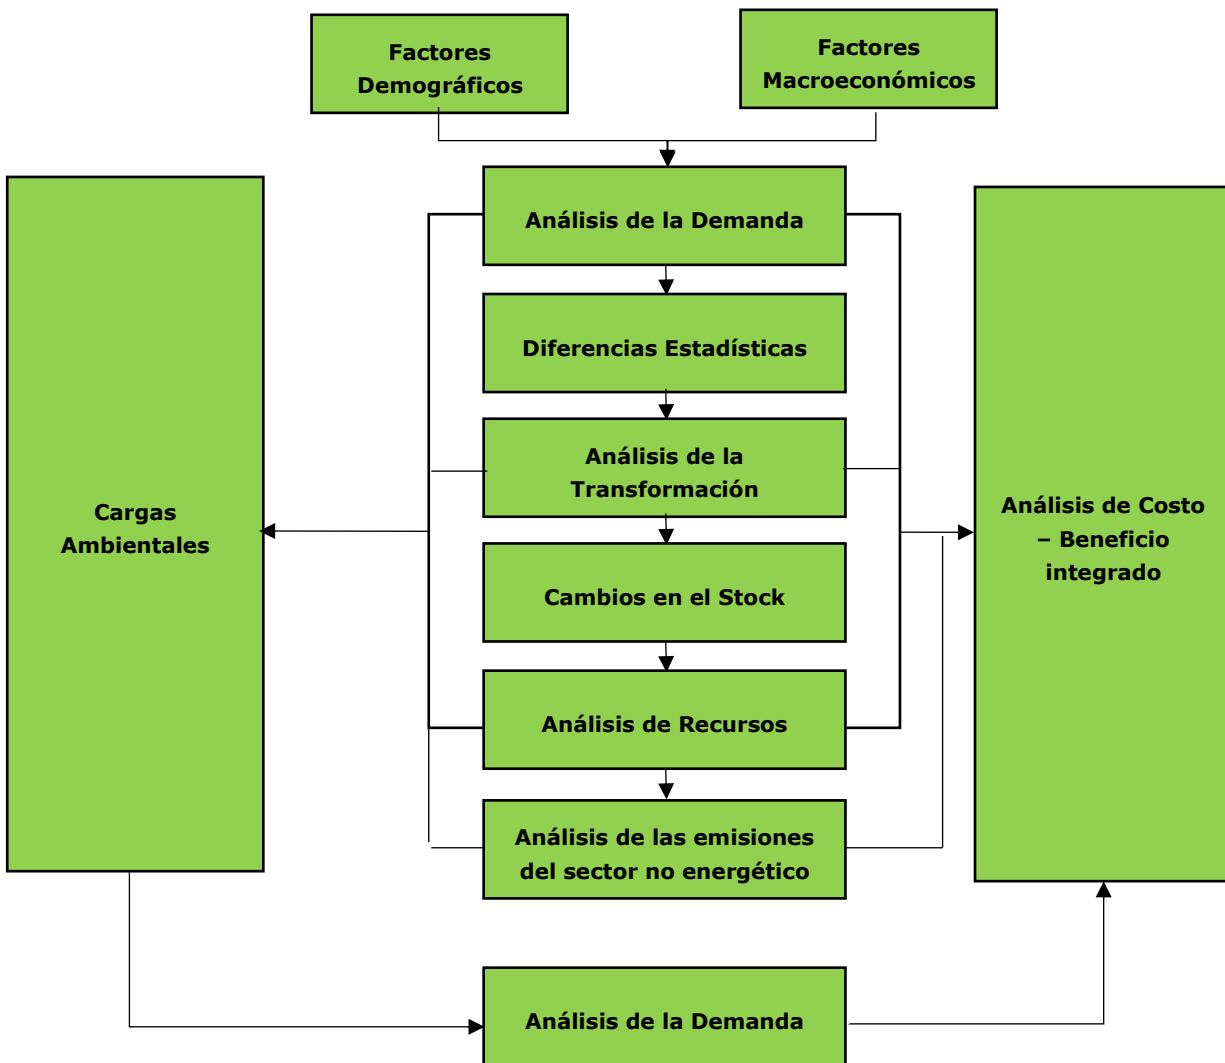 Factores
Demográficos
Factores
Macroeconómicos
Análisis de la Demanda
Diferencias Estadísticas
Análisis de la
Transformación
Cambios en el Stock
Análisis de Recursos
Análisis de las emisiones
del sector no energético
Cargas
Ambientales
Análisis de Costo
– Beneficio
integrado
Análisis de la Demanda